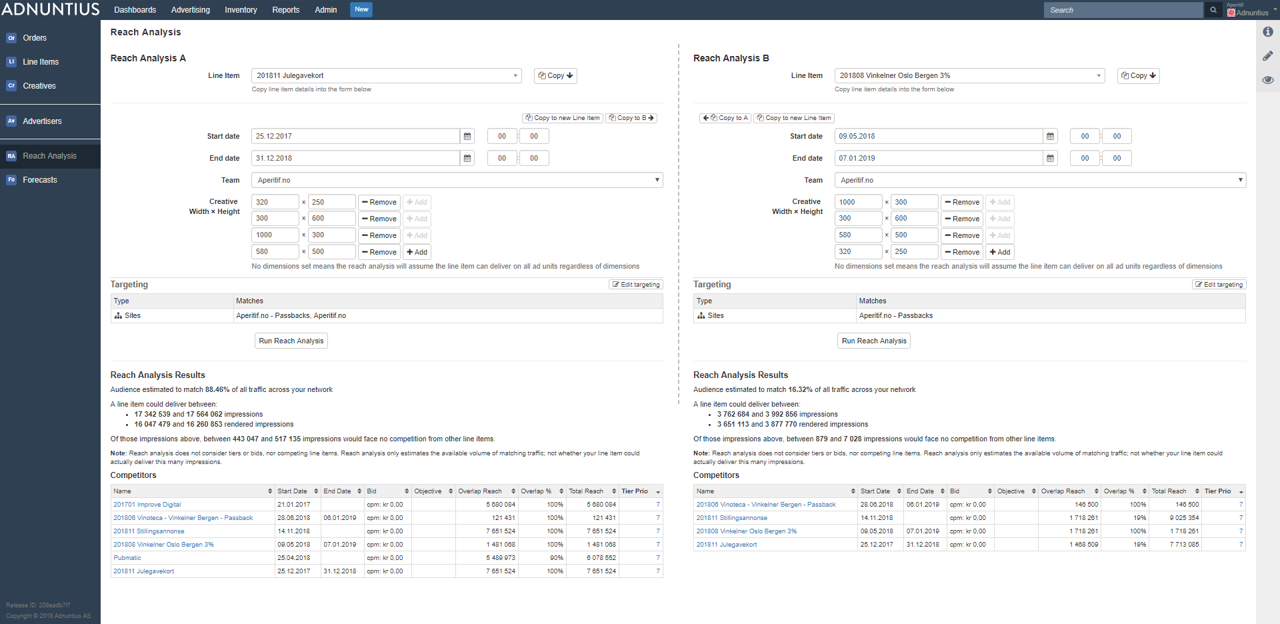 ADNUNTIUS Dashboards Advertising Inventory Reports Admin New Search Aperitif Adnuntius
Or Orders
LI Line Items
Cr Creatives
Av Advertisers
RA Reach Analysis
Fo Forecasts
Release ID: 208eadb7f7
Copyright © 2018 Adnuntius AS
Reach Analysis
Reach Analysis A
Line Item 201811 Julegavekort Copy
Copy line item details into the form below
Copy to new Line Item Copy to B
Start date 25.12.2017 00 : 00
End date 31.12.2018 00 : 00
Team Aperitif.no
Creative 320 × 250 Remove Add
Width × Height 300 × 600 Remove Add
1000 × 300 Remove Add
580 × 500 Remove Add
No dimensions set means the reach analysis will assume the line item can deliver on all ad units regardless of dimensions
Targeting Edit targeting
Type Matches
Sites Aperitif.no - Passbacks, Aperitif.no
Run Reach Analysis
Reach Analysis Results
Audience estimated to match 88.46% of all traffic across your network
A line item could deliver between:
• 17 342 539 and 17 564 062 impressions
• 16 047 479 and 16 260 853 rendered impressions
Of those impressions above, between 443 047 and 517 135 impressions would face no competition from other line items.
Note: Reach analysis does not consider tiers or bids, nor competing line items. Reach analysis only estimates the available volume of matching traffic; not whether your line item could
actually deliver this many impressions.
Competitors
Name Start Date End Date Bid Objective Overlap Reach Overlap % Total Reach Tier Prio
201701 Improve Digital 21.01.2017 cpm: kr 0,00 5 680 084 100% 5 680 084 7
201806 Vinoteca - Vinkelner Bergen - Passback 28.06.2018 06.01.2019 cpm: kr 0,00 121 431 100% 121 431 7
201811 Stillingsannonse 14.11.2018 cpm: kr 0,00 7 651 524 100% 7 651 524 7
201808 Vinkelner Oslo Bergen 3% 09.05.2018 07.01.2019 cpm: kr 0,00 1 481 068 100% 1 481 068 7
Pubmatic 25.04.2018 cpm: kr 0,00 5 489 973 90% 6 078 552 7
201811 Julegavekort 25.12.2017 31.12.2018 cpm: kr 0,00 7 651 524 100% 7 651 524 7
Reach Analysis B
Line Item 201808 Vinkelner Oslo Bergen 3% Copy
Copy line item details into the form below
Copy to A Copy to new Line Item
Start date 09.05.2018 00 : 00
End date 07.01.2019 00 : 00
Team Aperitif.no
Creative 1000 × 300 Remove Add
Width × Height 300 × 600 Remove Add
580 × 500 Remove Add
320 × 250 Remove Add
No dimensions set means the reach analysis will assume the line item can deliver on all ad units regardless of dimensions
Targeting Edit targeting
Type Matches
Sites Aperitif.no - Passbacks
Run Reach Analysis
Reach Analysis Results
Audience estimated to match 16.32% of all traffic across your network
A line item could deliver between:
• 3 762 684 and 3 992 856 impressions
• 3 651 113 and 3 877 770 rendered impressions
Of those impressions above, between 879 and 7 028 impressions would face no competition from other line items.
Note: Reach analysis does not consider tiers or bids, nor competing line items. Reach analysis only estimates the available volume of matching traffic; not whether your line item could
actually deliver this many impressions.
Competitors
Name Start Date End Date Bid Objective Overlap Reach Overlap % Total Reach Tier Prio
201806 Vinoteca - Vinkelner Bergen - Passback 28.06.2018 06.01.2019 cpm: kr 0,00 146 500 100% 146 500 7
201811 Stillingsannonse 14.11.2018 cpm: kr 0,00 1 718 261 19% 9 025 354 7
201808 Vinkelner Oslo Bergen 3% 09.05.2018 07.01.2019 cpm: kr 0,00 1 718 261 100% 1 718 261 7
201811 Julegavekort 25.12.2017 31.12.2018 cpm: kr 0,00 1 468 509 19% 7 713 085 7